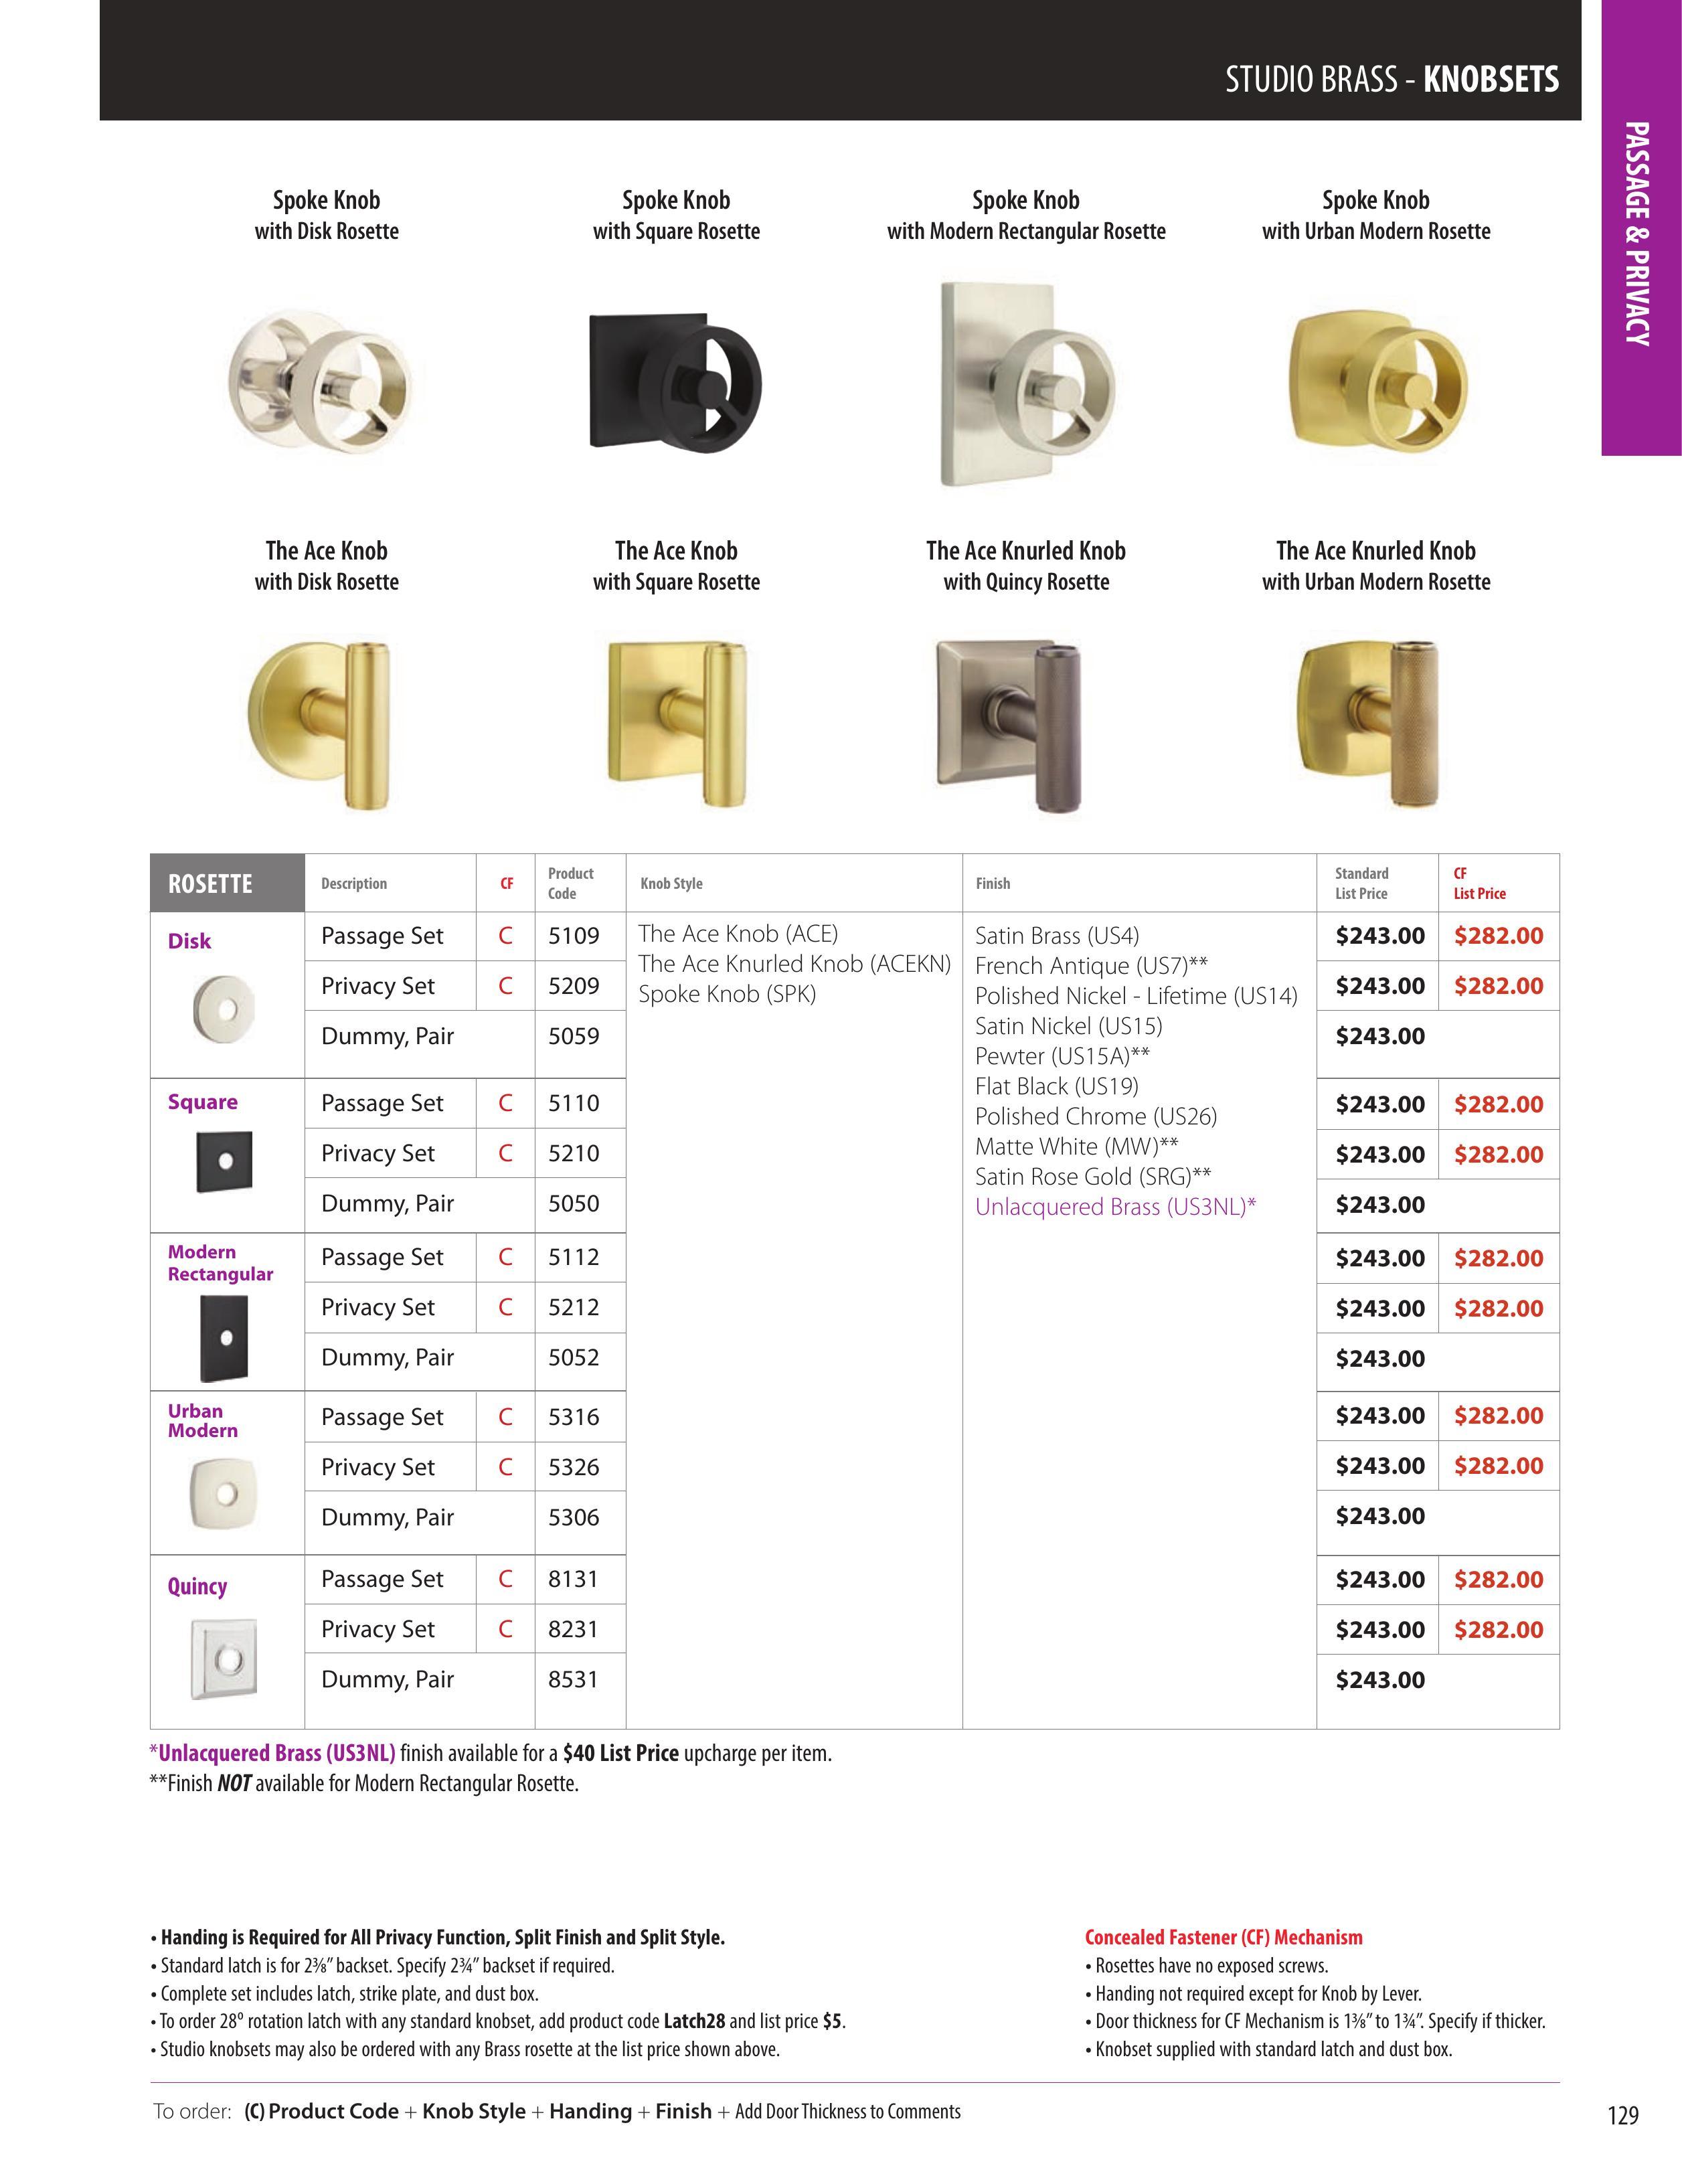 STUDIO BRASS - KNOBSETS
PASSAGE & PRIVACY
Spoke Knob
with Disk Rosette
Spoke Knob
with Square Rosette
Spoke Knob
with Modern Rectangular Rosette
Spoke Knob
with Urban Modern Rosette
The Ace Knob
with Disk Rosette
The Ace Knob
with Square Rosette
The Ace Knurled Knob
with Quincy Rosette
The Ace Knurled Knob
with Urban Modern Rosette
ROSETTE Description CF Product Code Knob Style Finish Standard List Price CF List Price
Disk
Passage Set C 5109 $243.00 $282.00
Privacy Set C 5209 $243.00 $282.00
Dummy, Pair 5059 $243.00
Square
Passage Set C 5110 $243.00 $282.00
Privacy Set C 5210 $243.00 $282.00
Dummy, Pair 5050 $243.00
Modern
Rectangular
Passage Set C 5112 $243.00 $282.00
Privacy Set C 5212 $243.00 $282.00
Dummy, Pair 5052 $243.00
Urban
Modern
Passage Set C 5316 $243.00 $282.00
Privacy Set C 5326 $243.00 $282.00
Dummy, Pair 5306 $243.00
Quincy
Passage Set C 8131 $243.00 $282.00
Privacy Set C 8231 $243.00 $282.00
Dummy, Pair 8531 $243.00
The Ace Knob (ACE)
The Ace Knurled Knob (ACEKN)
Spoke Knob (SPK)
Satin Brass (US4)
French Antique (US7)**
Polished Nickel - Lifetime (US14)
Satin Nickel (US15)
Pewter (US15A)**
Flat Black (US19)
Polished Chrome (US26)
Matte White (MW)**
Satin Rose Gold (SRG)**
Unlacquered Brass (US3NL)*
*Unlacquered Brass (US3NL) finish available for a $40 List Price upcharge per item.
**Finish NOT available for Modern Rectangular Rosette.
• Handing is Required for All Privacy Function, Split Finish and Split Style.
• Standard latch is for 2⅜” backset. Specify 2¾” backset if required.
• Complete set includes latch, strike plate, and dust box.
• To order 28º rotation latch with any standard knobset, add product code Latch28 and list price $5.
• Studio knobsets may also be ordered with any Brass rosette at the list price shown above.
Concealed Fastener (CF) Mechanism
• Rosettes have no exposed screws.
• Handing not required except for Knob by Lever.
• Door thickness for CF Mechanism is 1⅜” to 1¾”. Specify if thicker.
• Knobset supplied with standard latch and dust box.
To order: (C) Product Code + Knob Style + Handing + Finish + Add Door Thickness to Comments
129